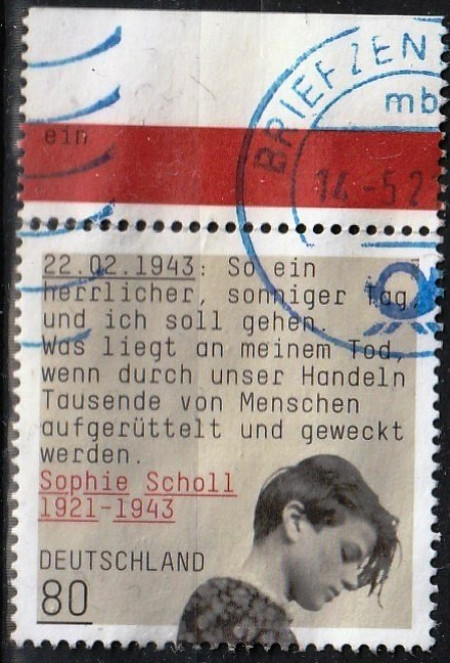 BRIEFZEN
mb
ein
14-5 21
22.02.1943: So ein
herrlicher, sonniger Tag,
und ich soll gehen.
Was liegt an meinem Tod,
wenn durch unser Handeln
Tausende von Menschen
aufgerüttelt und geweckt
werden.
Sophie Scholl
1921-1943
DEUTSCHLAND
80